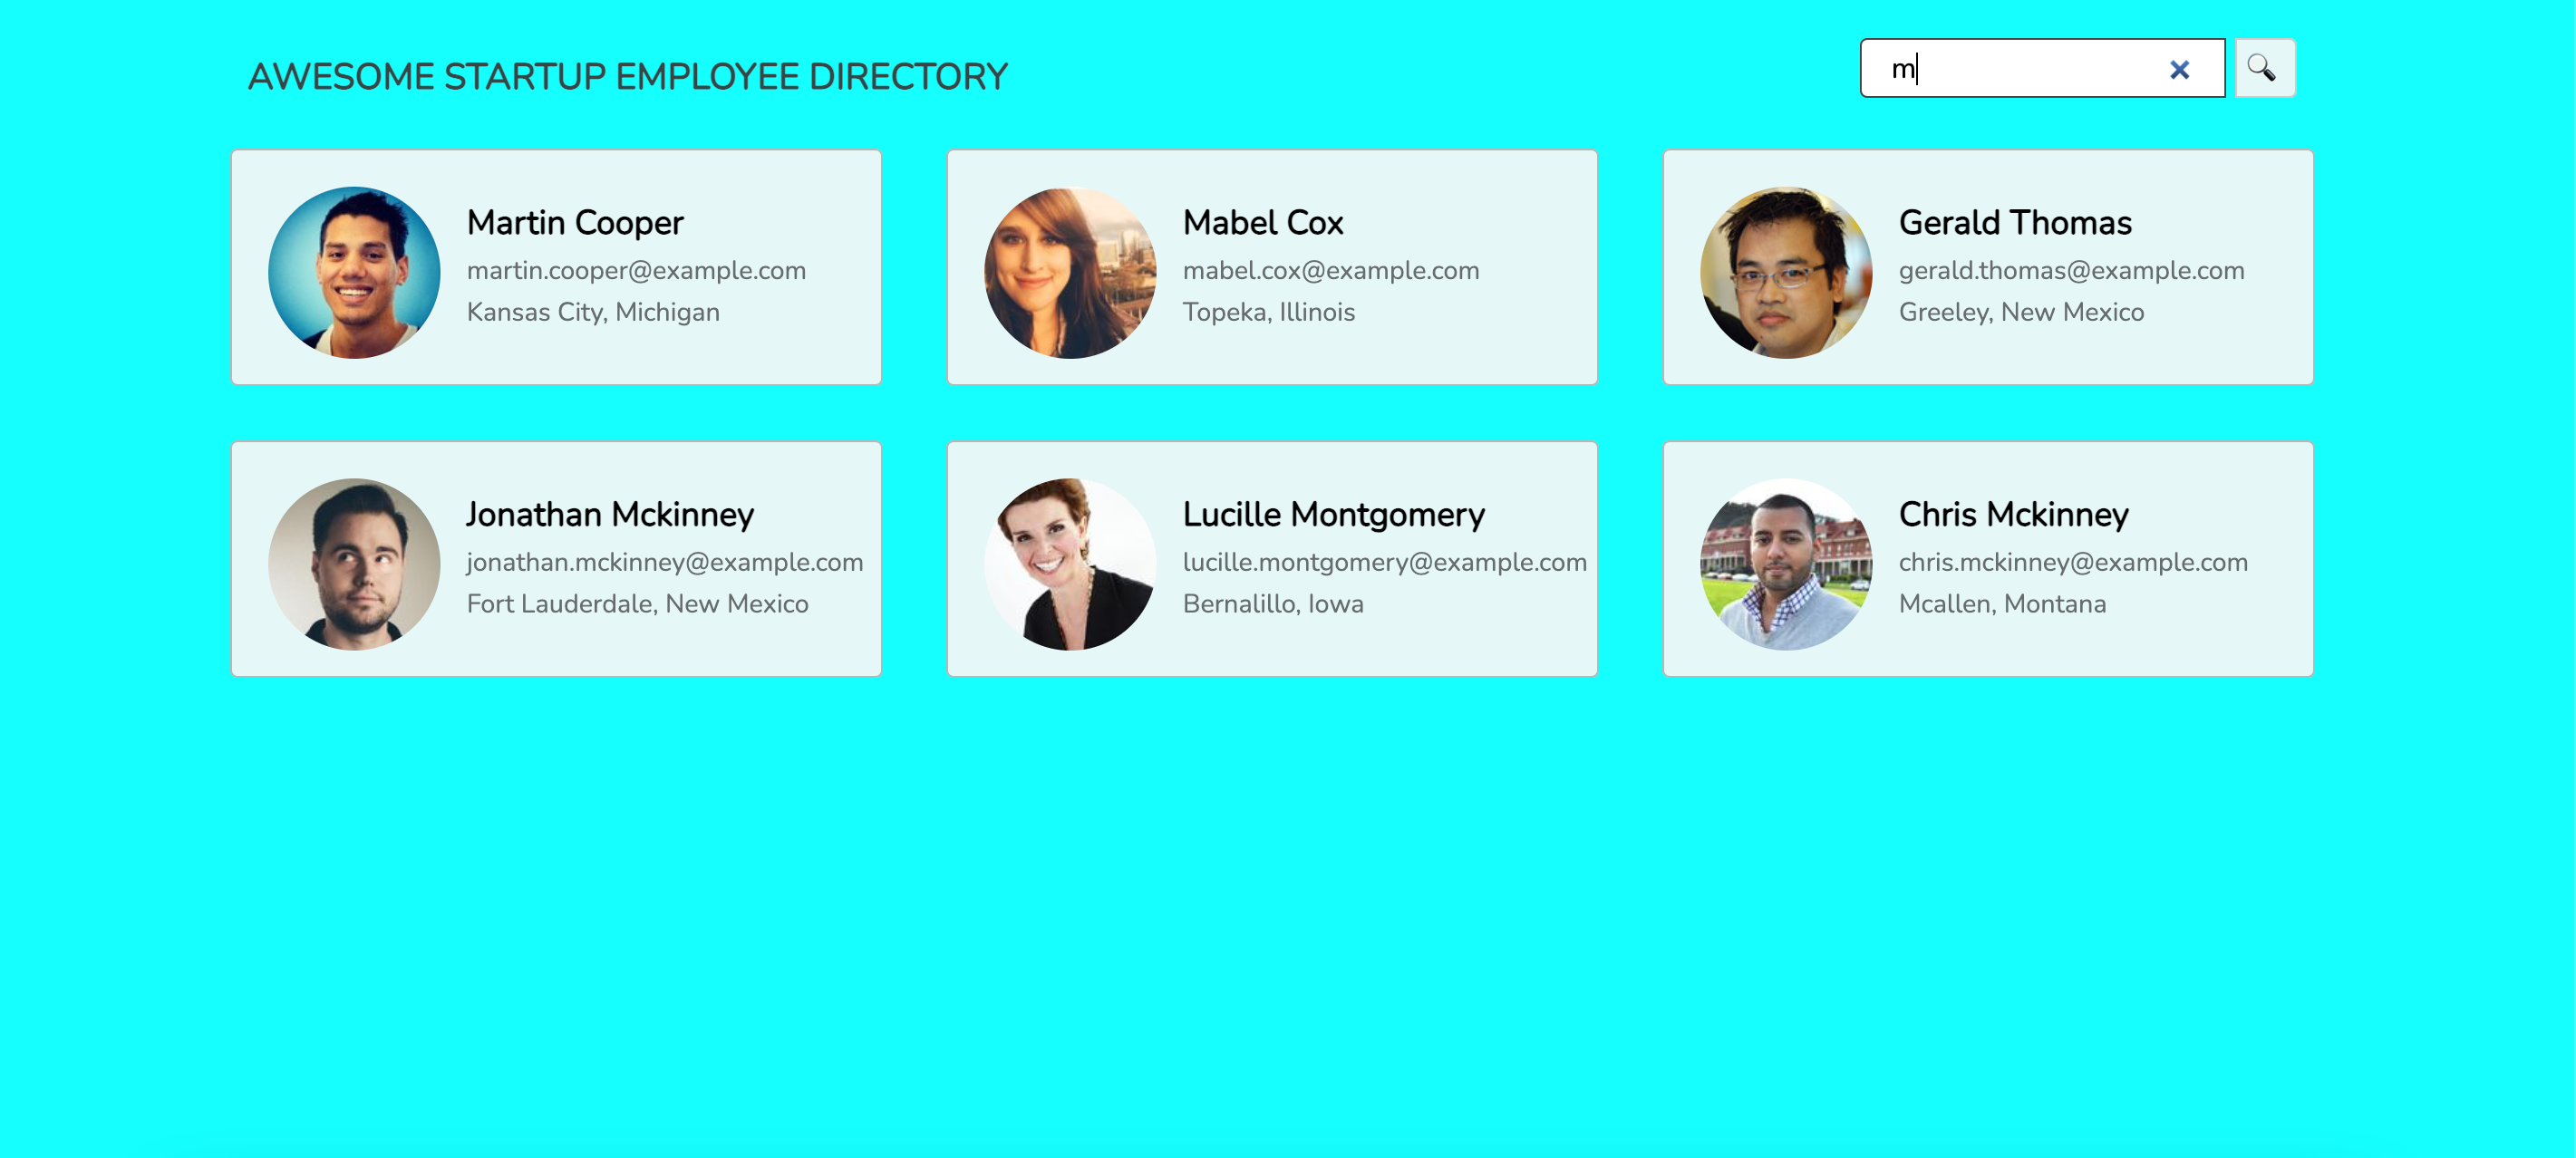 AWESOME STARTUP EMPLOYEE DIRECTORY
m
Martin Cooper
martin.cooper@example.com
Kansas City, Michigan
Mabel Cox
mabel.cox@example.com
Topeka, Illinois
Gerald Thomas
gerald.thomas@example.com
Greeley, New Mexico
Jonathan Mckinney
jonathan.mckinney@example.com
Fort Lauderdale, New Mexico
Lucille Montgomery
lucille.montgomery@example.com
Bernalillo, Iowa
Chris Mckinney
chris.mckinney@example.com
Mcallen, Montana